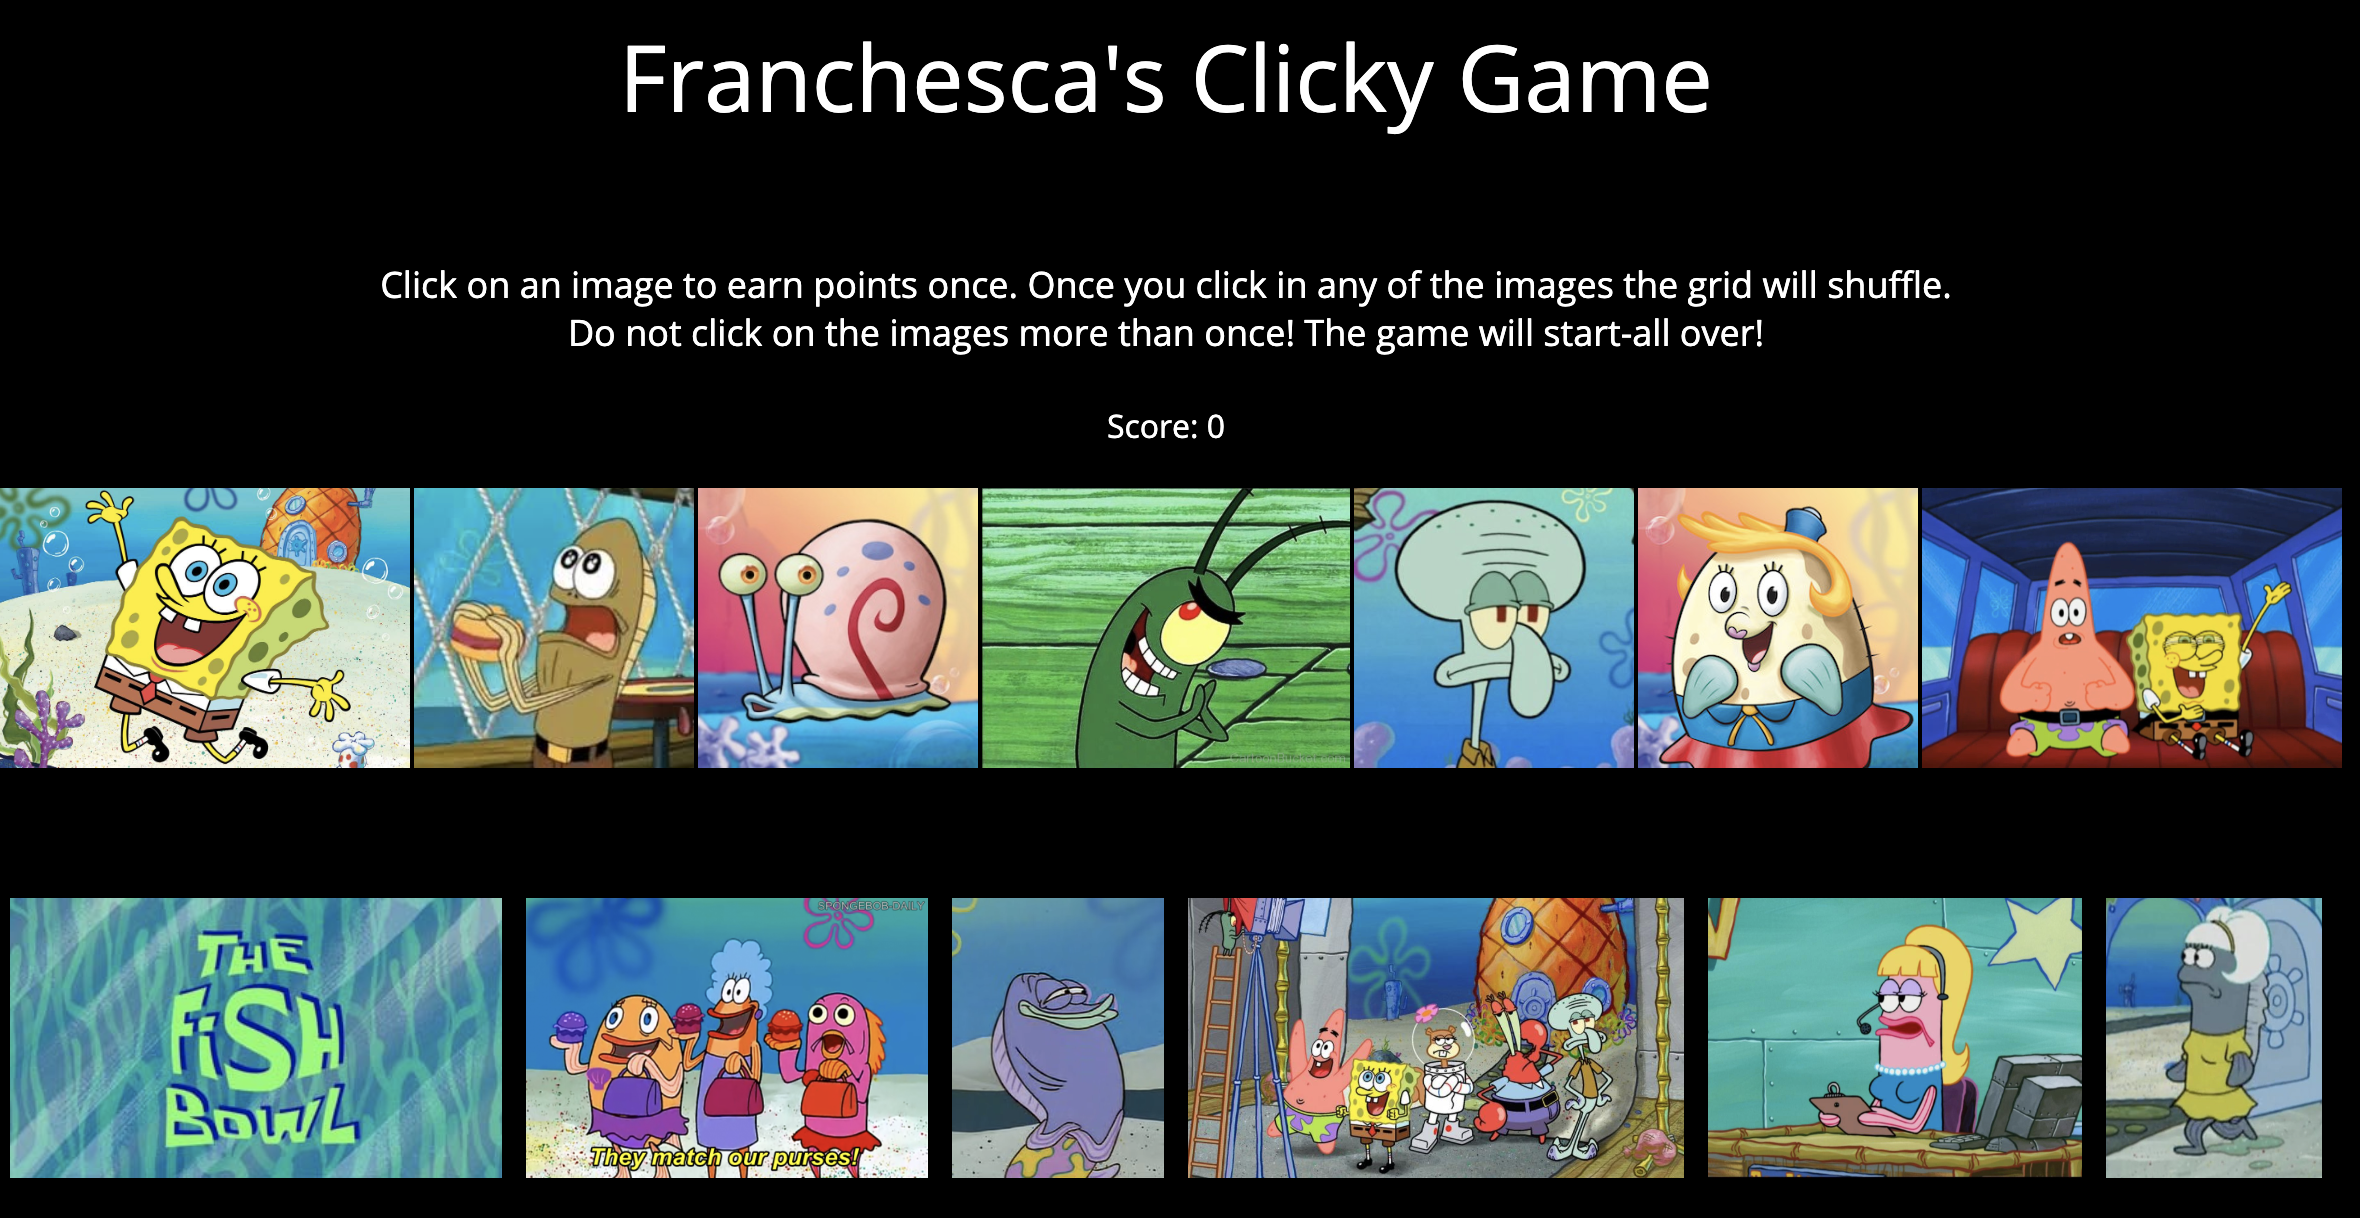 Franchesca's Clicky Game
Click on an image to earn points once. Once you click in any of the images the grid will shuffle.
Do not click on the images more than once! The game will start-all over!
Score: 0
THE
FiSH
BOWL
SPONGEBOB-DAILY
They match our purses!